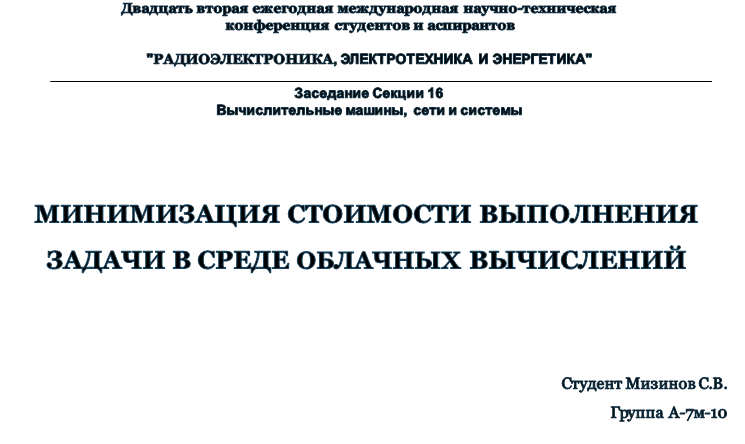 Двадцать вторая ежегодная международная научно-техническая
конференция студентов и аспирантов
"РАДИОЭЛЕКТРОНИКА, ЭЛЕКТРОТЕХНИКА И ЭНЕРГЕТИКА"
Заседание Секции 16
Вычислительные машины, сети и системы
МИНИМИЗАЦИЯ СТОИМОСТИ ВЫПОЛНЕНИЯ
ЗАДАЧИ В СРЕДЕ ОБЛАЧНЫХ ВЫЧИСЛЕНИЙ
Студент Мизинов С.В.
Группа А-7м-10